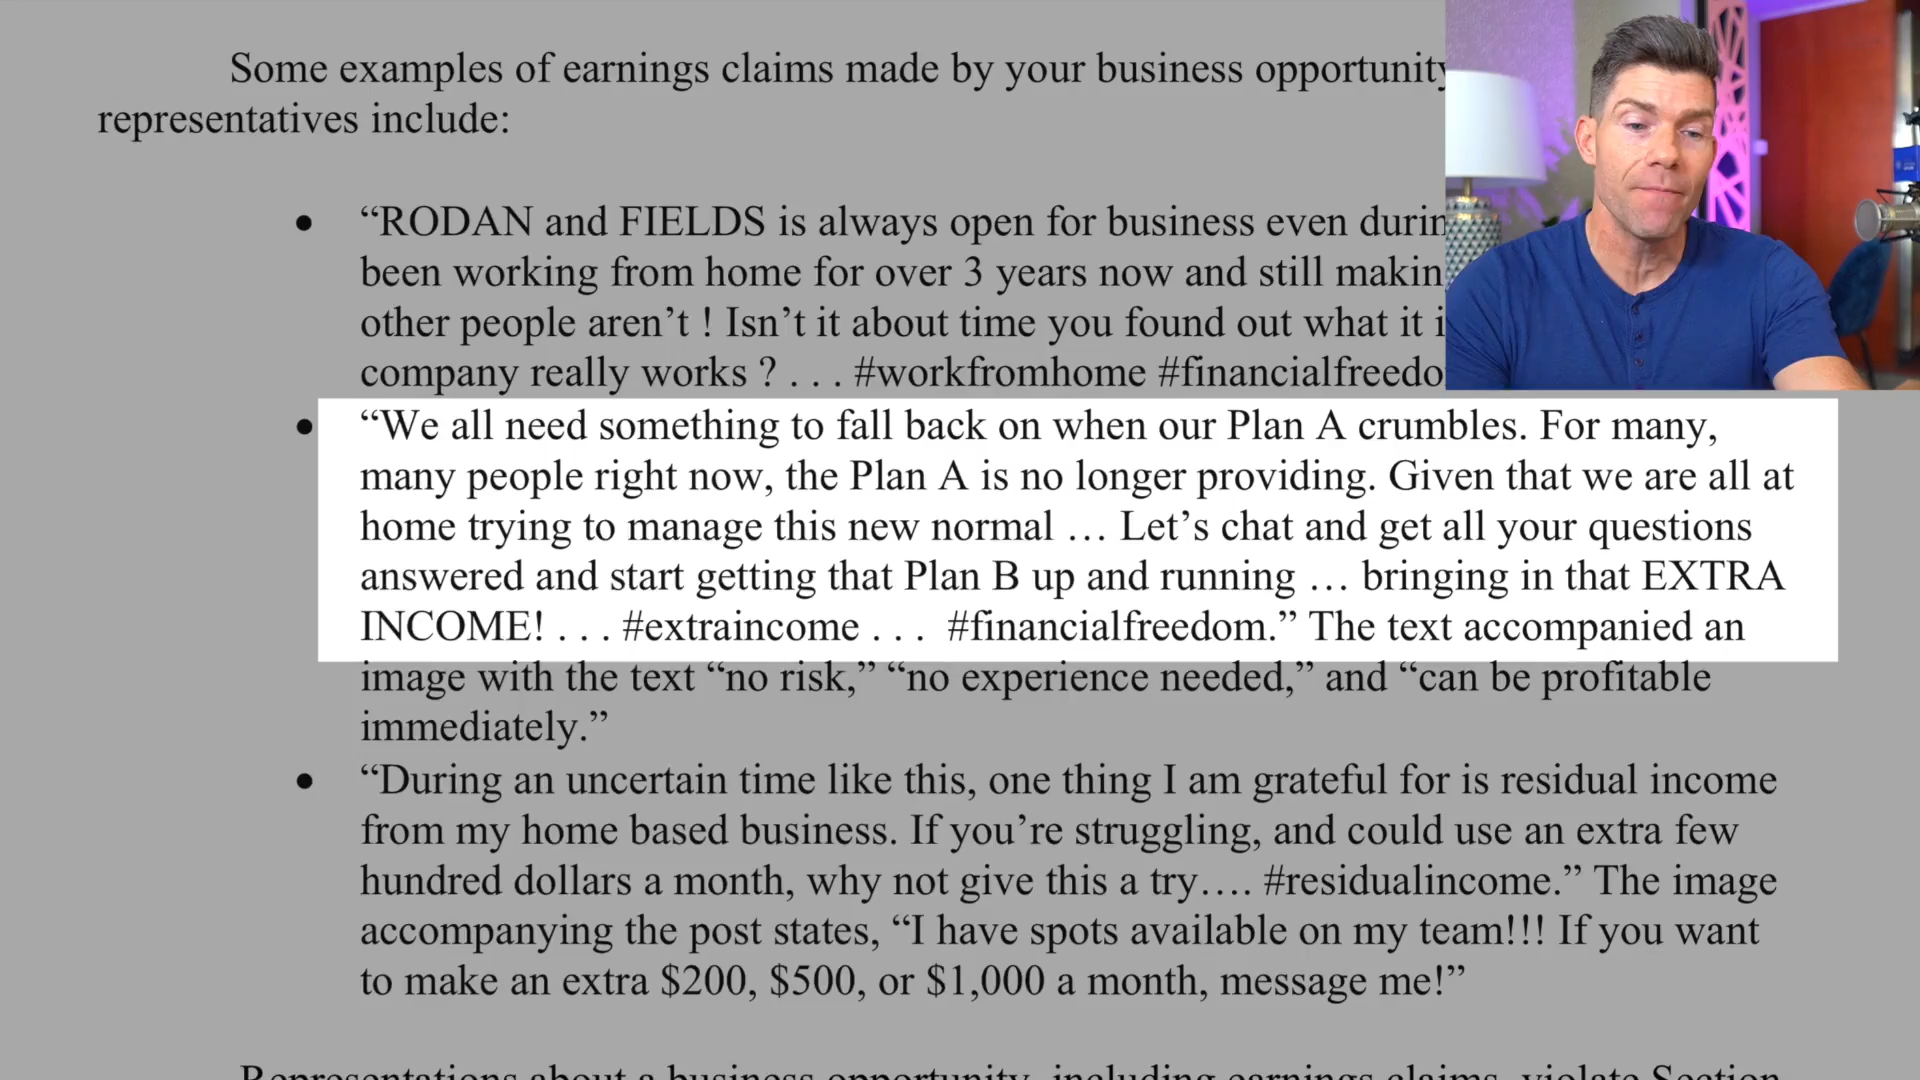 Some examples of earnings claims made by your business opportunity
representatives include:
• “RODAN and FIELDS is always open for business even
been working from home for over 3 years now and still
other people aren’t ! Isn’t it about time you found out what it
company really works ? . . . #workfromhome
• “We all need something to fall back on when our Plan A crumbles. For many,
many people right now, the Plan A is no longer providing. Given that we are all at
home trying to manage this new normal … Let’s chat and get all your questions
answered and start getting that Plan B up and running … bringing in that EXTRA
INCOME! . . . #extraincome . . . #financialfreedom.” The text accompanied an
image with the text “no risk,” “no experience needed,” and “can be profitable
immediately.”
• “During an uncertain time like this, one thing I am grateful for is residual income
from my home based business. If you’re struggling, and could use an extra few
hundred dollars a month, why not give this a try…. #residualincome.” The image
accompanying the post states, “I have spots available on my team!!! If you want
to make an extra $200, $500, or $1,000 a month, message me!”
Representations about a business opportunity, including earnings claims, violate Section